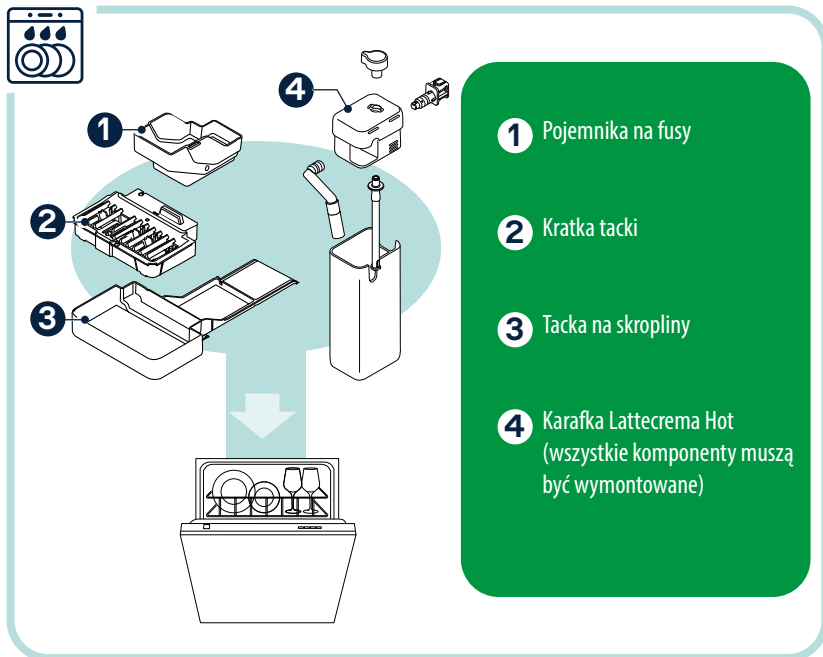 4
1
2
3
1 Pojemnika na fusy
2 Kratka tacki
3 Tacka na skropliny
4 Karafka Lattecrema Hot
(wszystkie komponenty muszą
być wymontowane)